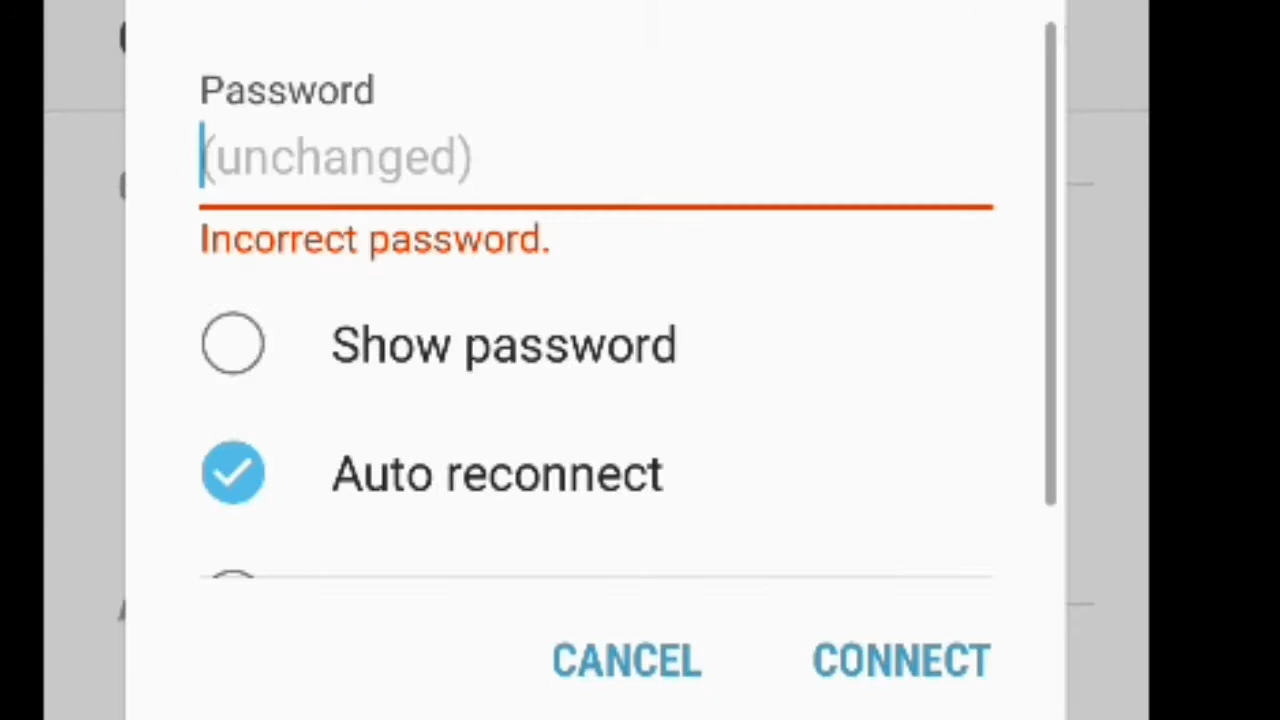 Password
(unchanged)
Incorrect password.
Show password
Auto reconnect
CANCEL CONNECT